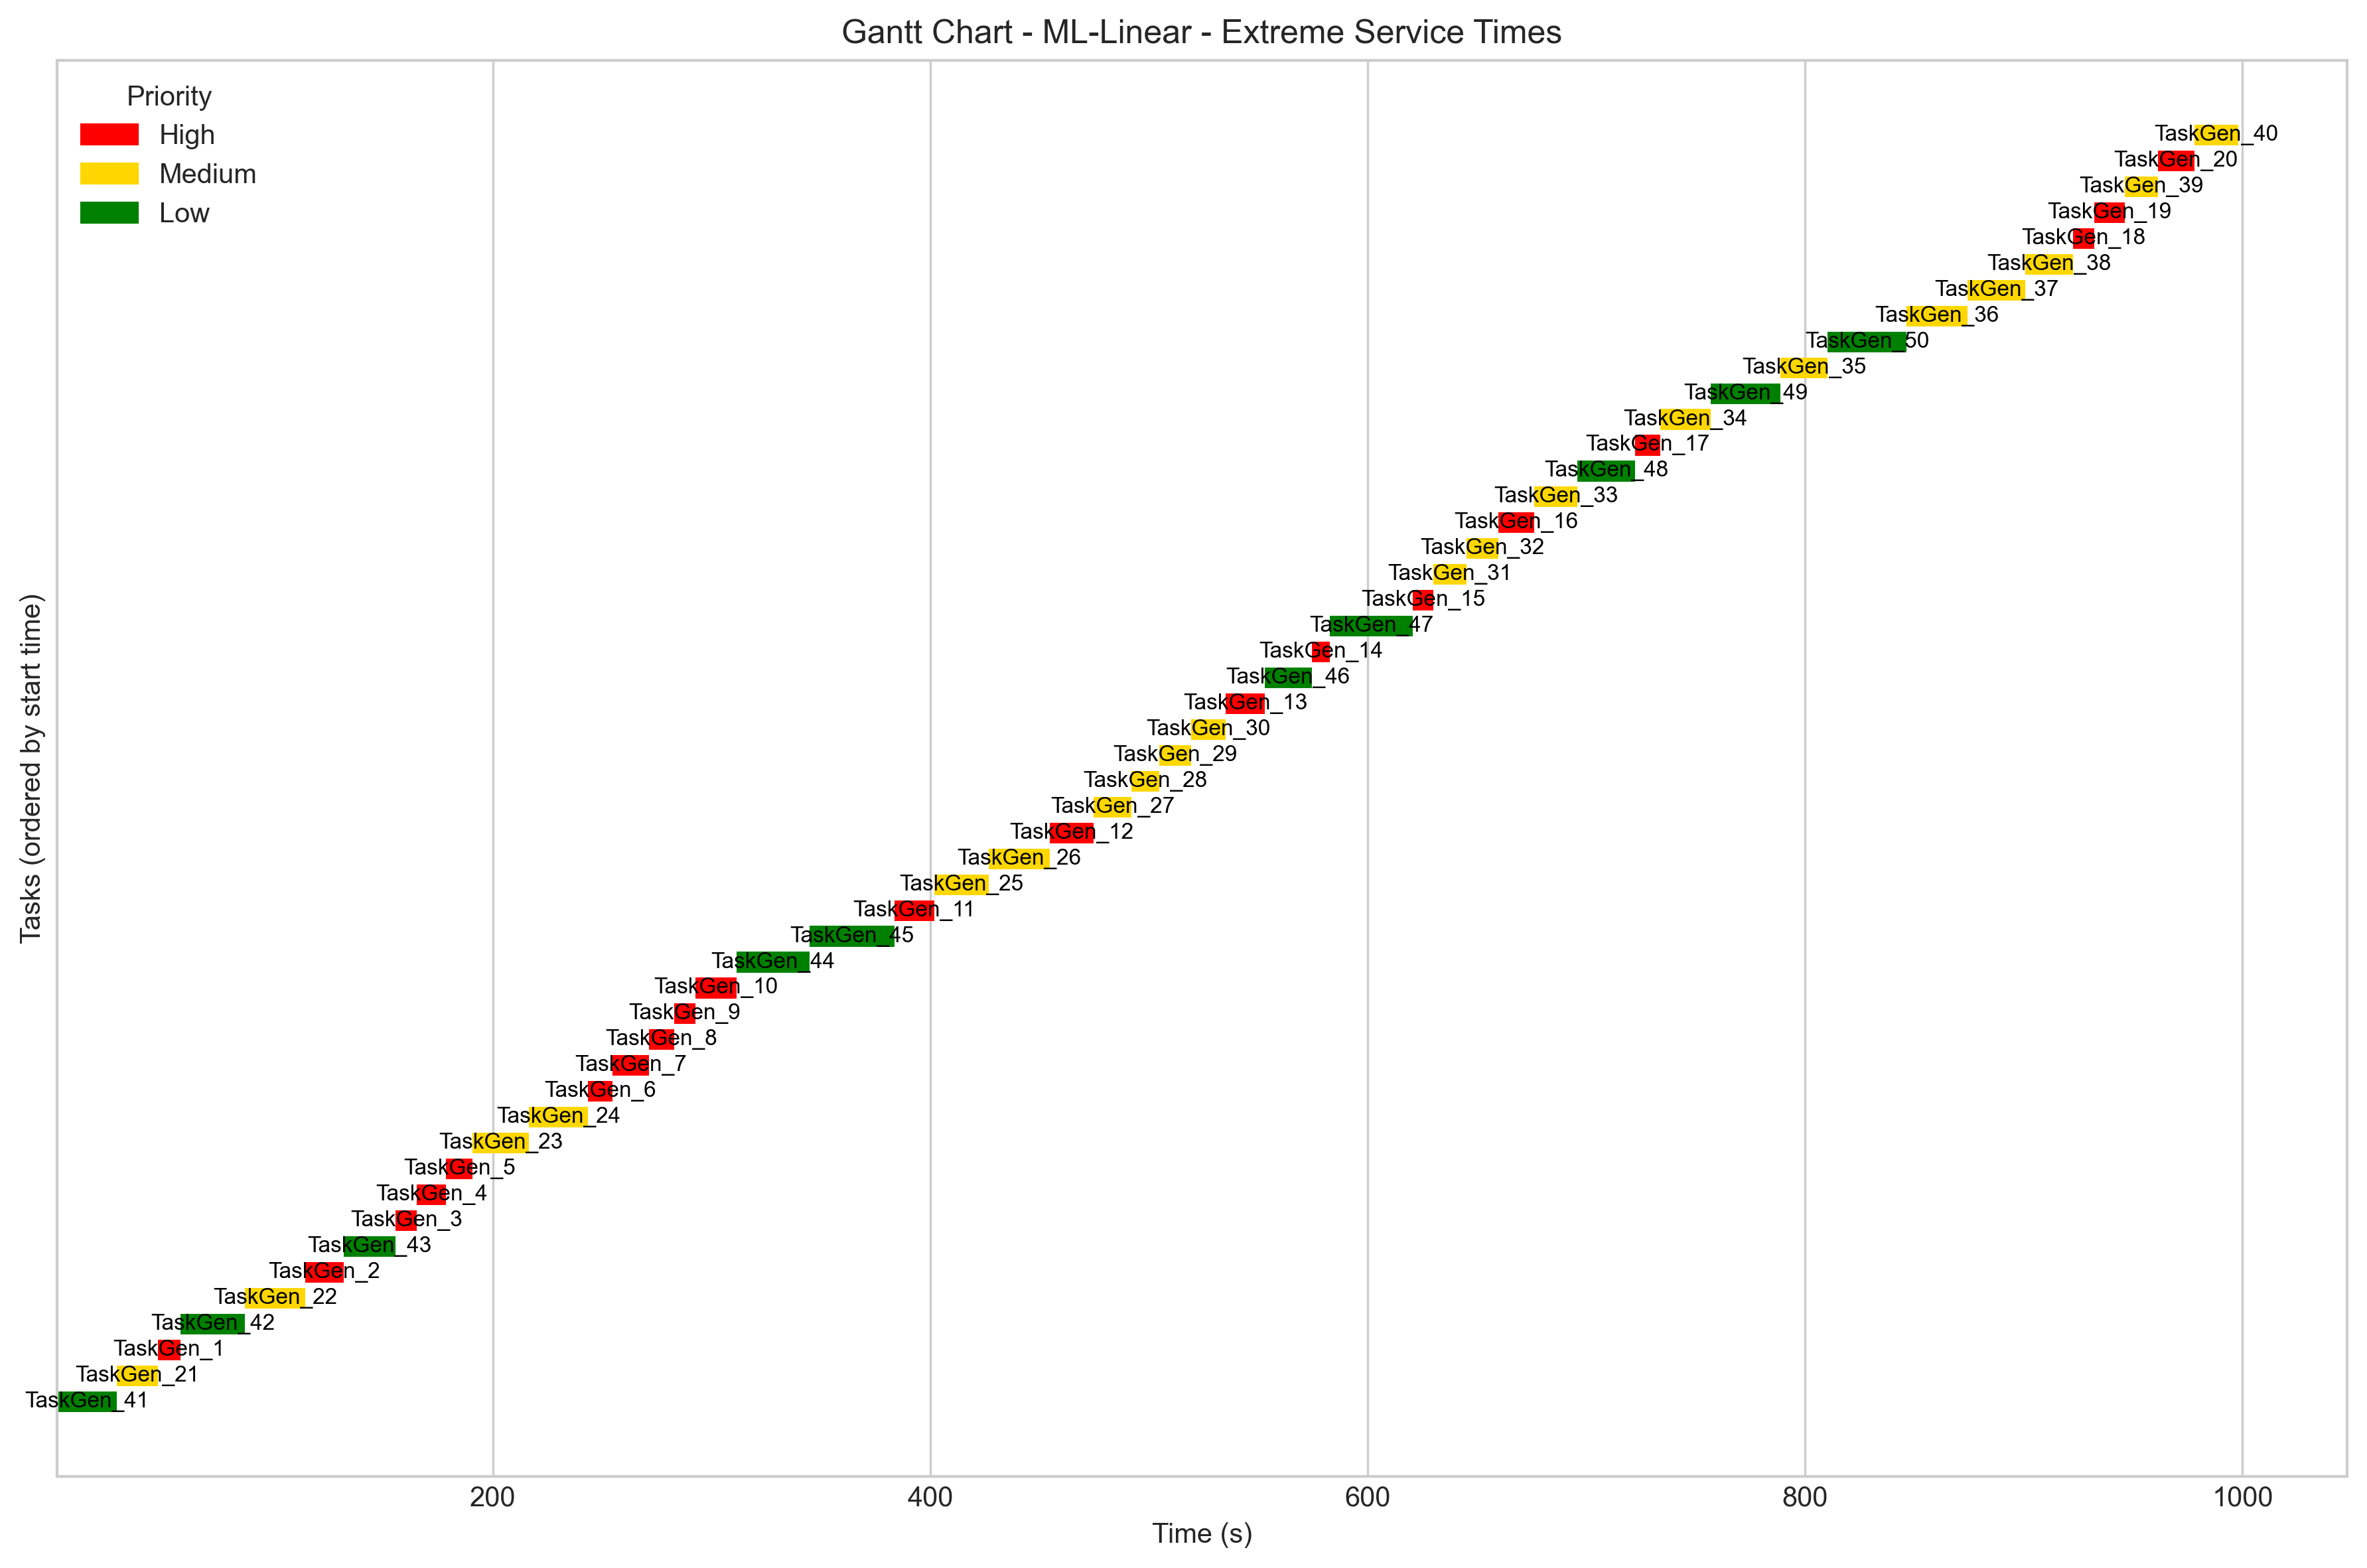 Gantt Chart - ML-Linear - Extreme Service Times
Priority
High
Medium
Low
TaskGen_40
TaskGen_20
TaskGen_39
TaskGen_19
TaskGen_18
TaskGen_38
TaskGen_37
TaskGen_36
TaskGen_50
TaskGen_35
TaskGen_49
TaskGen_34
TaskGen_17
TaskGen_48
TaskGen_33
TaskGen_16
TaskGen_32
TaskGen_31
TaskGen_15
TaskGen_47
TaskGen_14
TaskGen_46
TaskGen_13
TaskGen_30
TaskGen_29
TaskGen_28
TaskGen_27
TaskGen_12
TaskGen_26
TaskGen_25
TaskGen_11
TaskGen_45
TaskGen_44
TaskGen_10
TaskGen_9
TaskGen_8
TaskGen_7
TaskGen_6
TaskGen_24
TaskGen_23
TaskGen_5
TaskGen_4
TaskGen_3
TaskGen_43
TaskGen_2
TaskGen_22
TaskGen_42
TaskGen_1
TaskGen_21
TaskGen_41
Tasks (ordered by start time)
200 400 600 800 1000
Time (s)